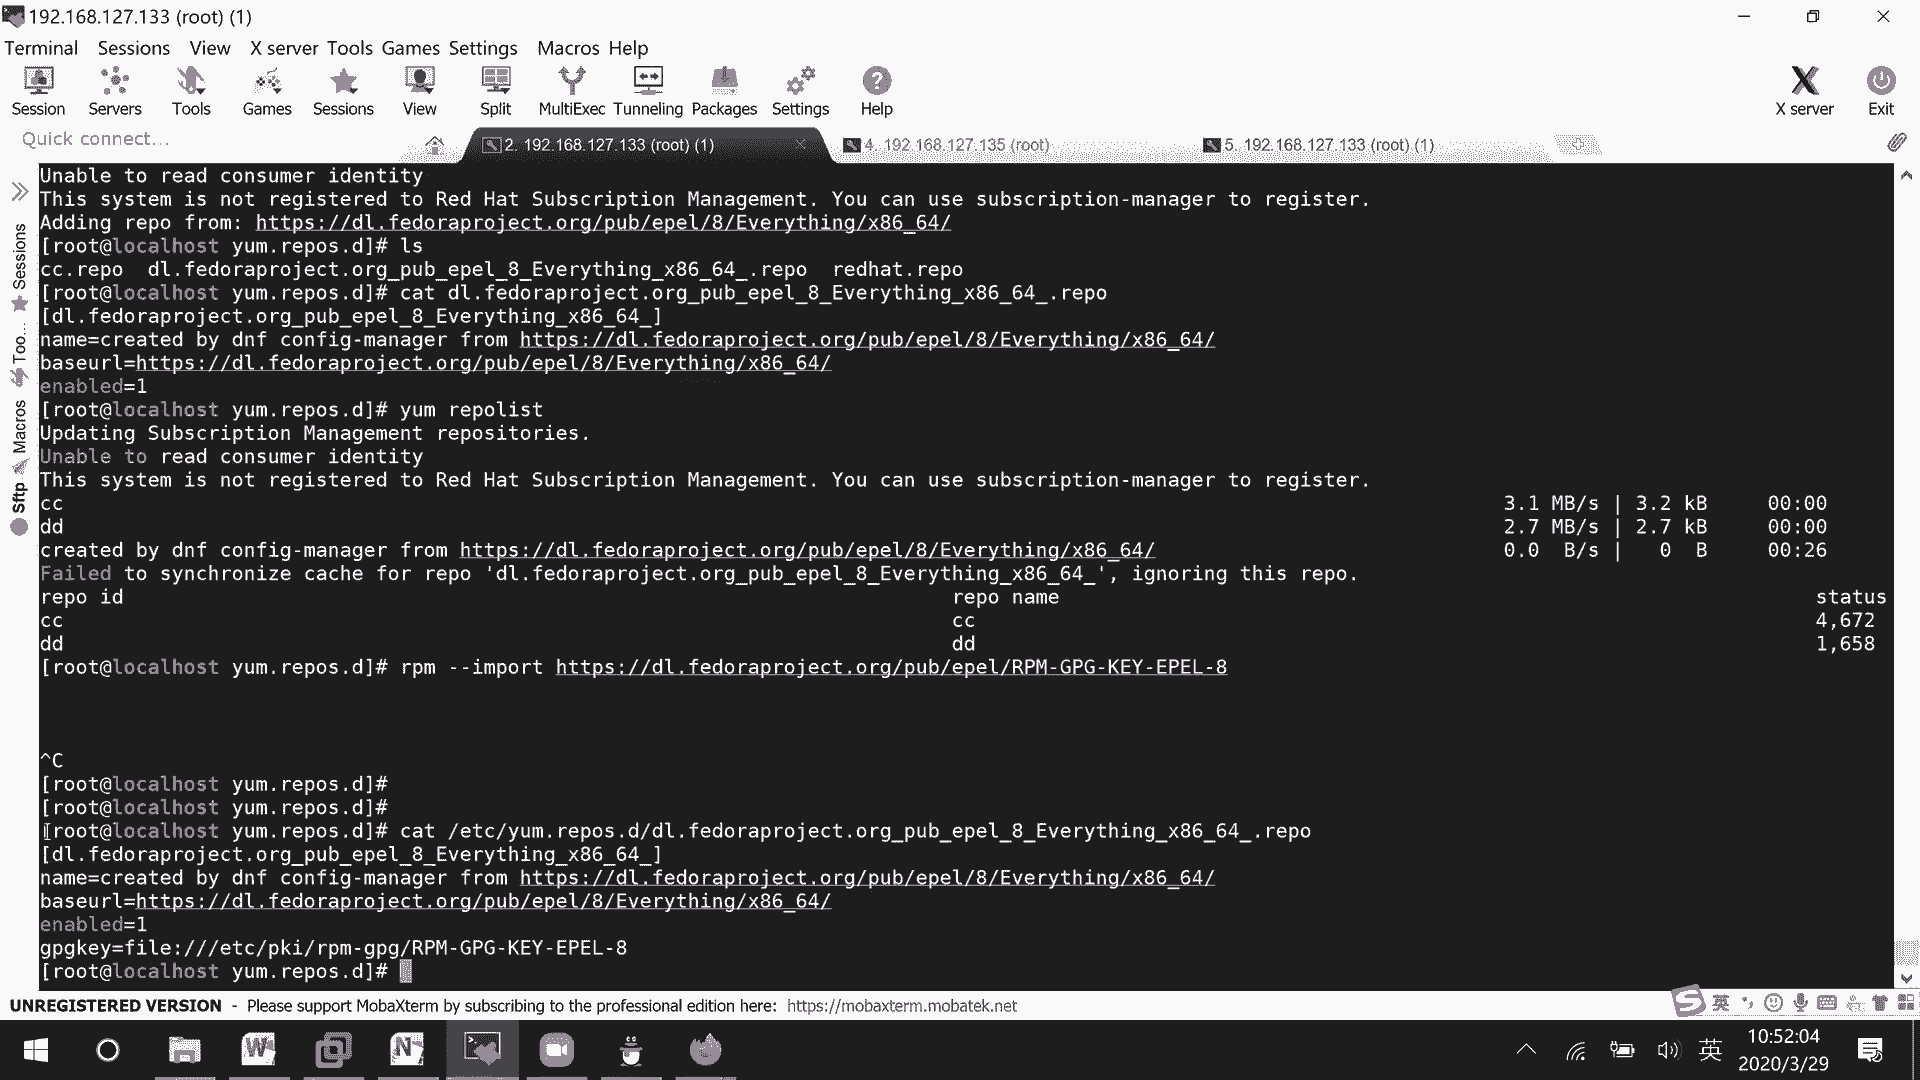 192.168.127.133 (root) (1)
Terminal Sessions View X server Tools Games Settings Macros Help
Session Servers Tools Games Sessions View Split MultiExec Tunneling Packages Settings Help X server Exit
Quick connect...
2. 192.168.127.133 (root) (1)
4. 192.168.127.135 (root)
5. 192.168.127.133 (root) (1)
Sessions
Too...
Macros
Sftp
Unable to read consumer identity
This system is not registered to Red Hat Subscription Management. You can use subscription-manager to register.
Adding repo from: https://dl.fedoraproject.org/pub/epel/8/Everything/x86_64/
[root@localhost yum.repos.d]# ls
cc.repo  dl.fedoraproject.org_pub_epel_8_Everything_x86_64_.repo  redhat.repo
[root@localhost yum.repos.d]# cat dl.fedoraproject.org_pub_epel_8_Everything_x86_64_.repo
[dl.fedoraproject.org_pub_epel_8_Everything_x86_64_]
name=created by dnf config-manager from https://dl.fedoraproject.org/pub/epel/8/Everything/x86_64/
baseurl=https://dl.fedoraproject.org/pub/epel/8/Everything/x86_64/
enabled=1
[root@localhost yum.repos.d]# yum repolist
Updating Subscription Management repositories.
Unable to read consumer identity
This system is not registered to Red Hat Subscription Management. You can use subscription-manager to register.
cc 3.1 MB/s | 3.2 kB 00:00
dd 2.7 MB/s | 2.7 kB 00:00
created by dnf config-manager from https://dl.fedoraproject.org/pub/epel/8/Everything/x86_64/ 0.0 B/s | 0 B 00:26
Failed to synchronize cache for repo 'dl.fedoraproject.org_pub_epel_8_Everything_x86_64_', ignoring this repo.
repo id repo name status
cc cc 4,672
dd dd 1,658
[root@localhost yum.repos.d]# rpm --import https://dl.fedoraproject.org/pub/epel/RPM-GPG-KEY-EPEL-8
^C
[root@localhost yum.repos.d]#
[root@localhost yum.repos.d]#
[root@localhost yum.repos.d]# cat /etc/yum.repos.d/dl.fedoraproject.org_pub_epel_8_Everything_x86_64_.repo
[dl.fedoraproject.org_pub_epel_8_Everything_x86_64_]
name=created by dnf config-manager from https://dl.fedoraproject.org/pub/epel/8/Everything/x86_64/
baseurl=https://dl.fedoraproject.org/pub/epel/8/Everything/x86_64/
enabled=1
gpgkey=file:///etc/pki/rpm-gpg/RPM-GPG-KEY-EPEL-8
[root@localhost yum.repos.d]#
UNREGISTERED VERSION - Please support MobaXterm by subscribing to the professional edition here: https://mobaxterm.mobatek.net
英
英
10:52:04
2020/3/29